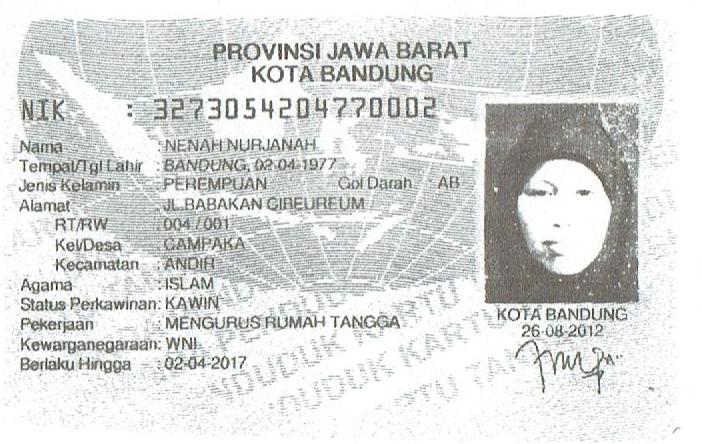 PROVINSI JAWA BARAT
KOTA BANDUNG
NIK : 3273054204770002
Nama : NENAH NURJANAH
Tempat/Tgl Lahir : BANDUNG, 02-04-1977
Jenis Kelamin : PEREMPUAN Gol Darah : AB
Alamat : JL.BABAKAN CIBEUREUM
RT/RW : 004 / 001
Kel/Desa : CAMPAKA
Kecamatan : ANDIR
Agama : ISLAM
Status Perkawinan: KAWIN
Pekerjaan : MENGURUS RUMAH TANGGA
Kewarganegaraan: WNI
Berlaku Hingga : 02-04-2017
KOTA BANDUNG
26-08-2012